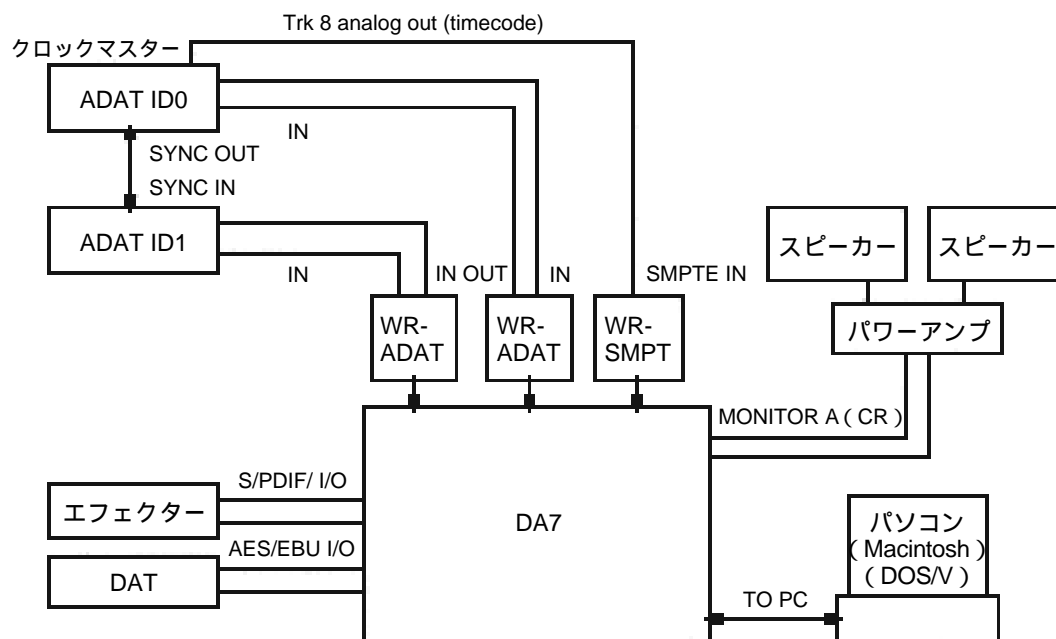 Trk 8 analog out (timecode)
クロックマスター
ADAT ID0
IN
SYNC OUT
SYNC IN
ADAT ID1
IN
IN OUT
IN
SMPTE IN
スピーカー
スピーカー
WR-
ADAT
WR-
ADAT
WR-
SMPT
パワーアンプ
MONITOR A ( CR )
S/PDIF/ I/O
エフェクター
DA7
パソコン
( Macintosh )
( DOS/V )
AES/EBU I/O
DAT
TO PC